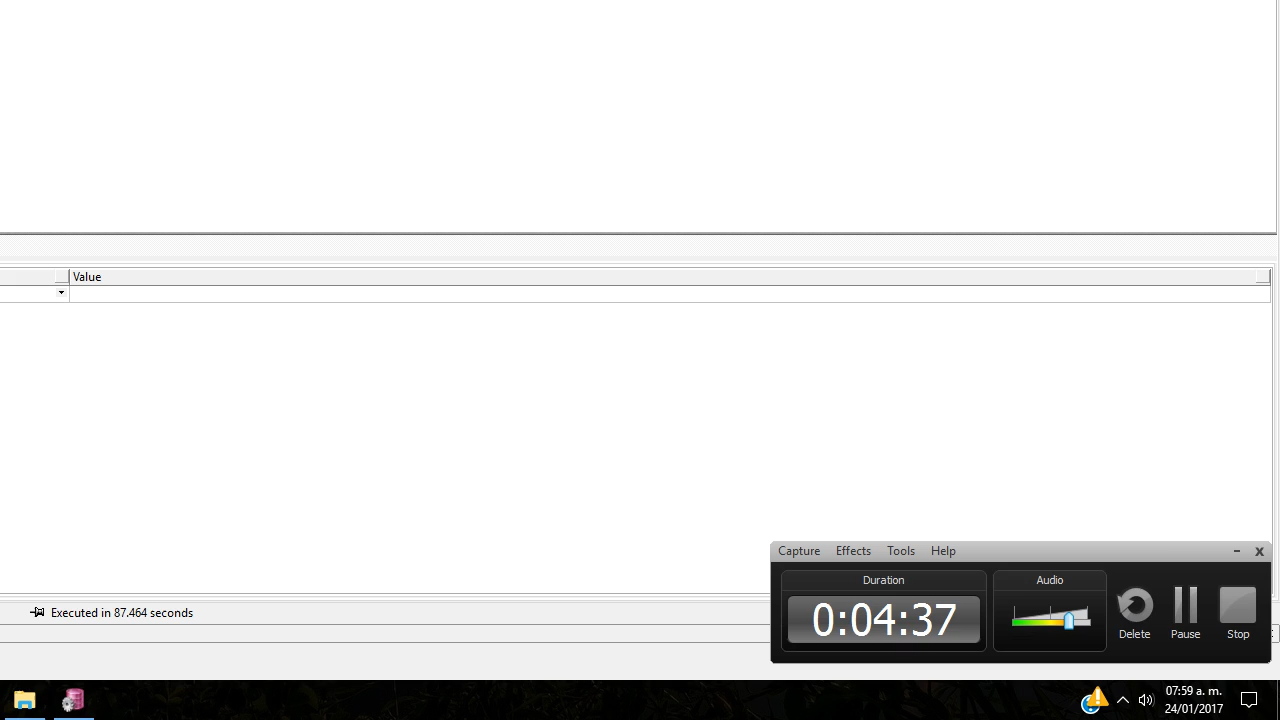 Value
Capture Effects Tools Help
Duration
Audio
0:04:37
Delete Pause Stop
Executed in 87.464 seconds
07:59 a. m.
24/01/2017